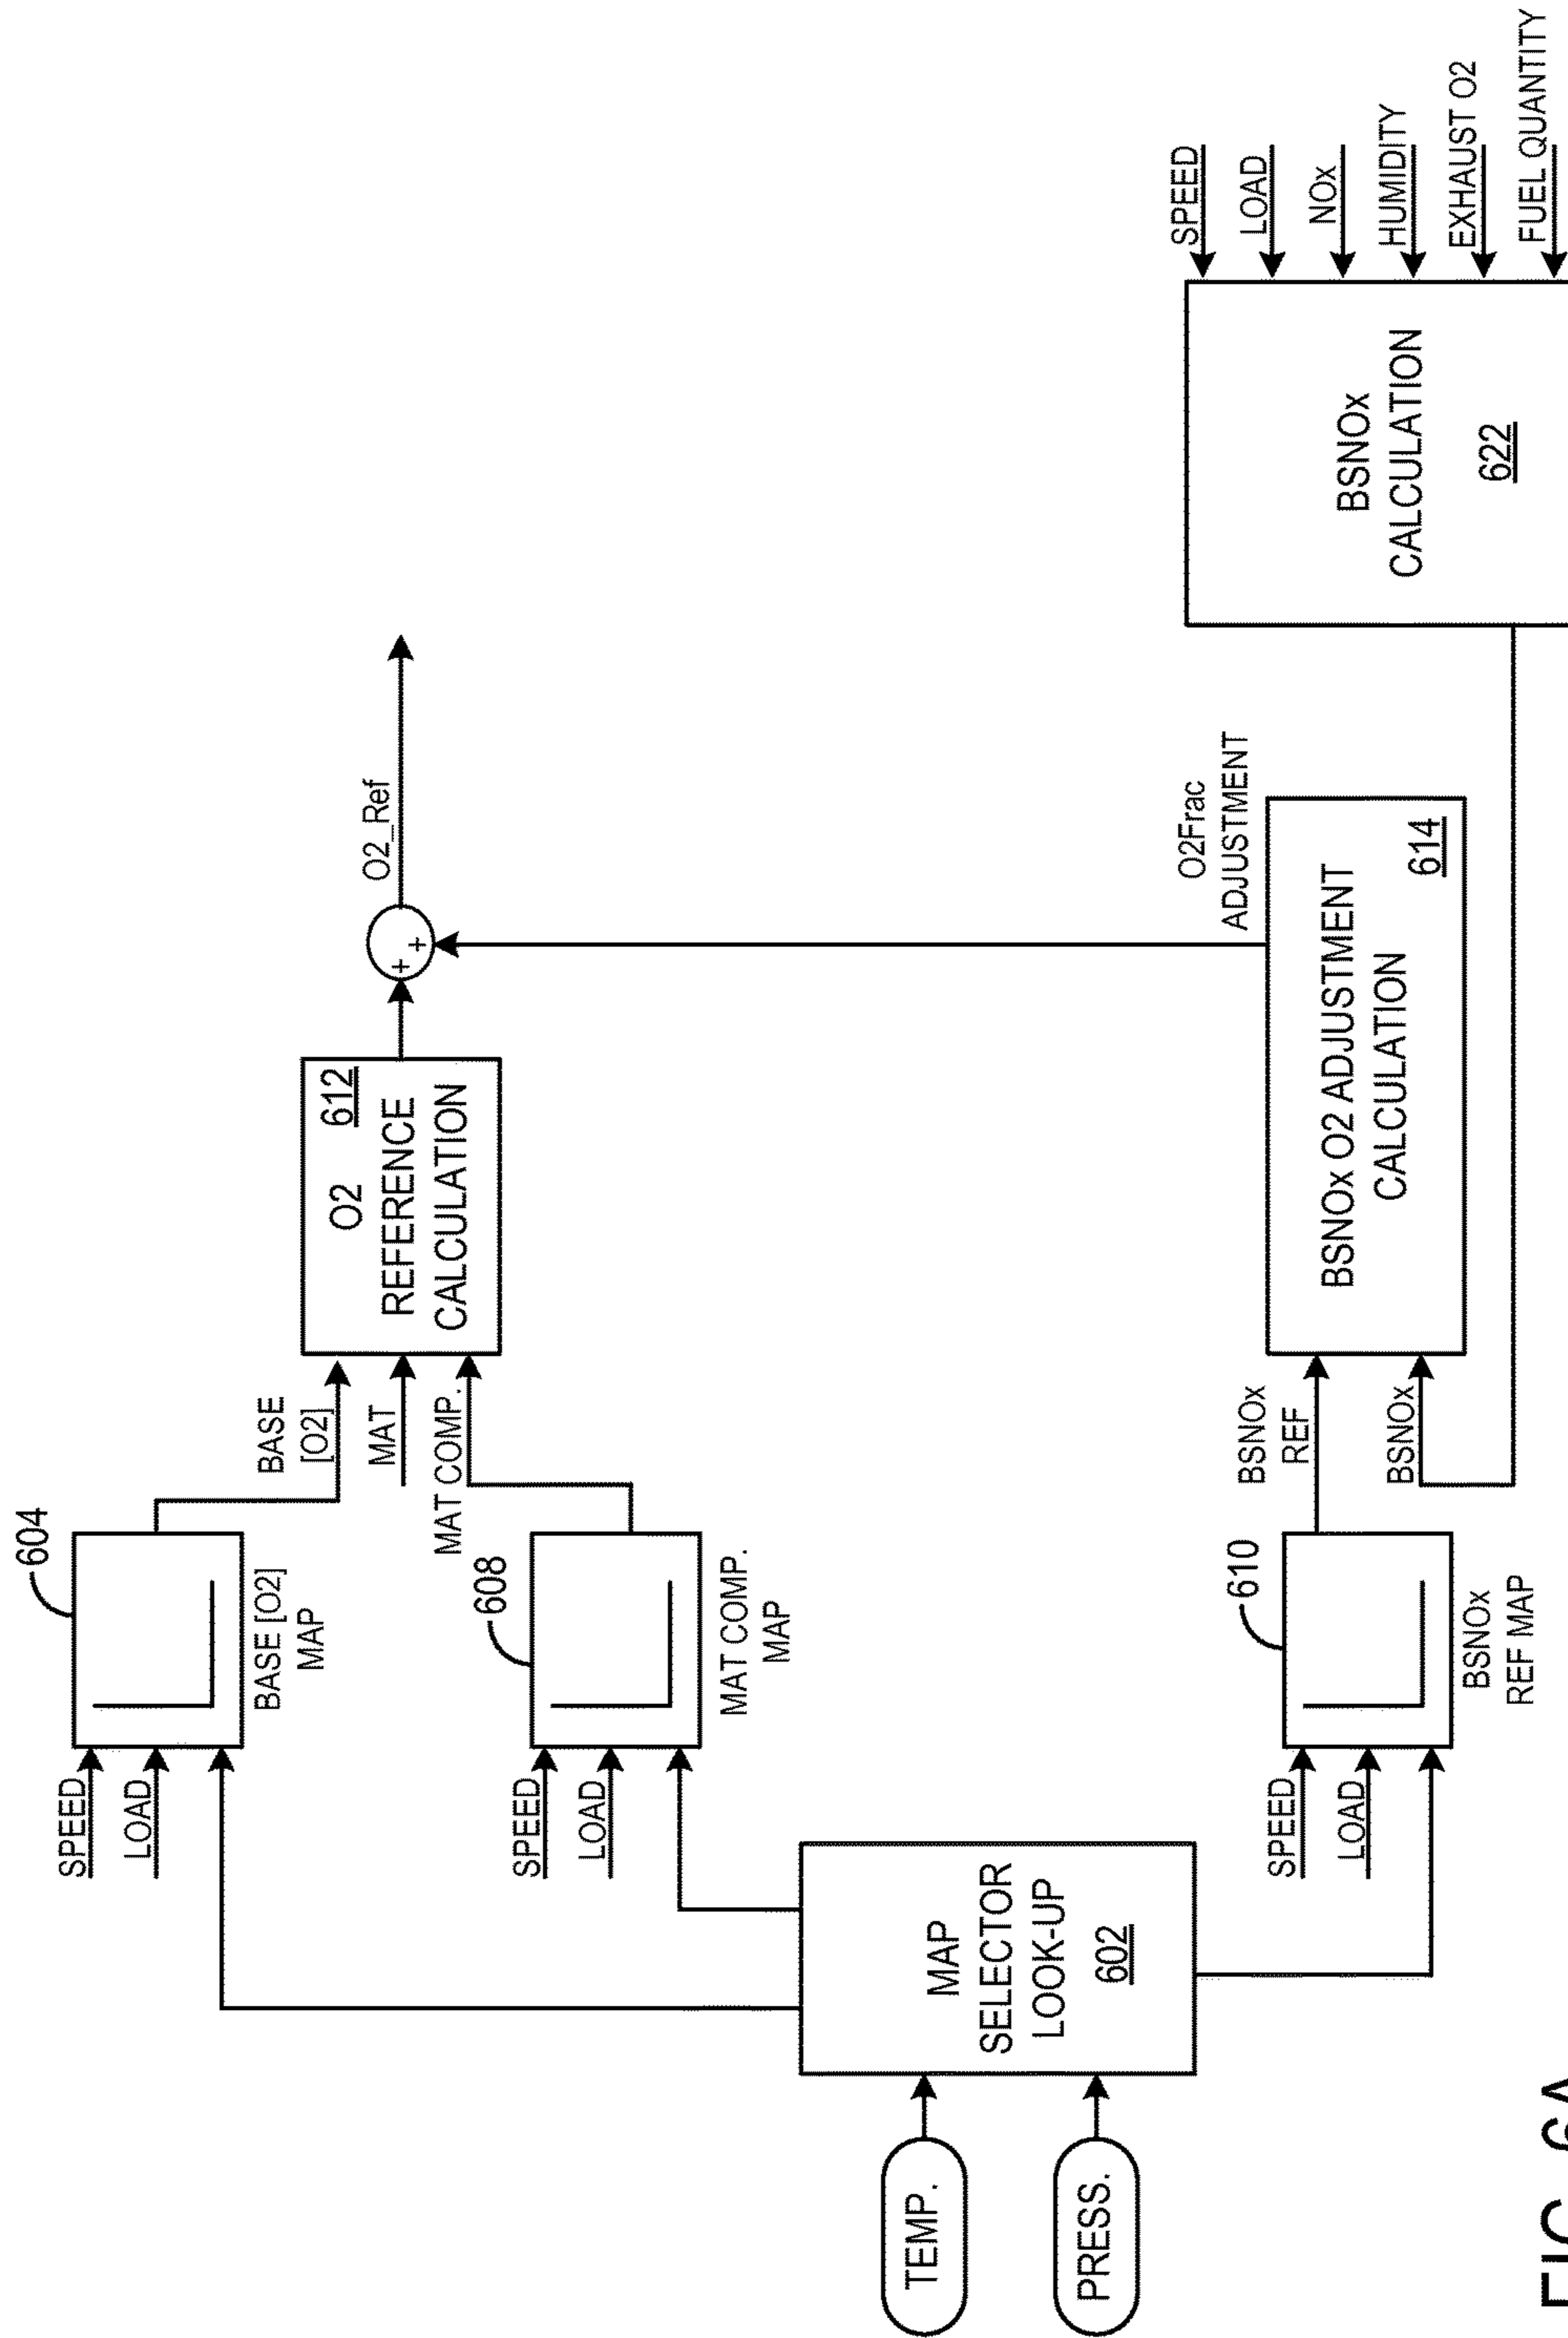 TEMP.
PRESS.
MAP
SELECTOR
LOOK-UP
602
SPEED
LOAD
604
BASE [O2]
MAP
SPEED
LOAD
608
MAT COMP.
MAP
SPEED
LOAD
610
BSNOx
REF MAP
BASE
[O2]
MAT
MAT COMP.
O2
REFERENCE
CALCULATION
612
+
+
O2_Ref
BSNOx
REF
BSNOx
BSNOx O2 ADJUSTMENT
CALCULATION
614
O2Frac
ADJUSTMENT
BSNOx
CALCULATION
622
SPEED
LOAD
NOx
HUMIDITY
EXHAUST O2
FUEL QUANTITY
FIG. 6A